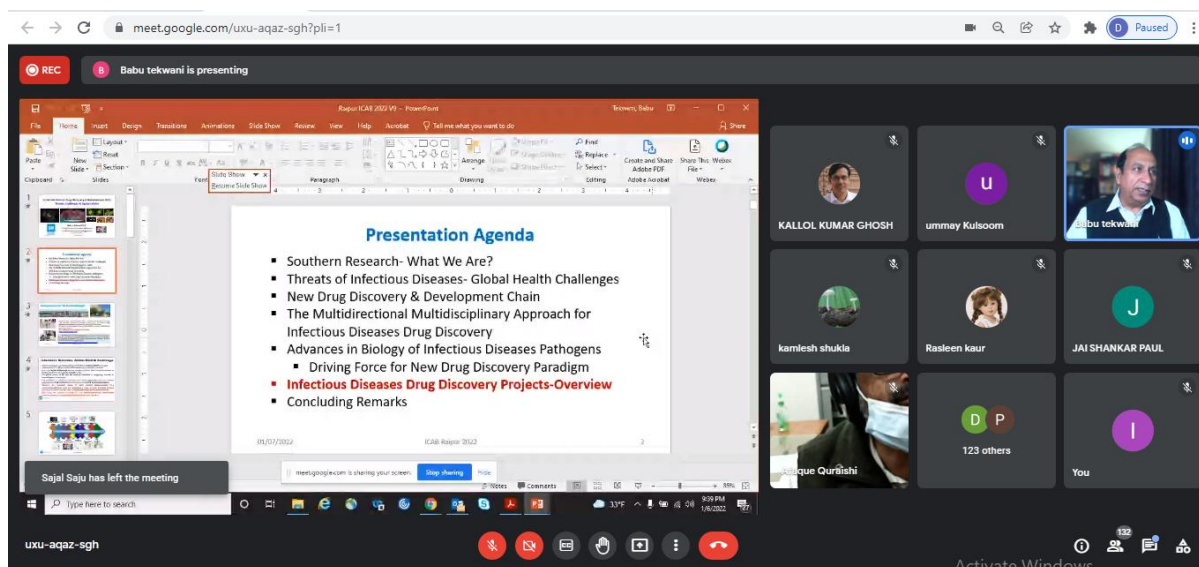 meet.google.com/uxu-aqaz-sgh?pli=1
D Paused
REC
B Babu tekwani is presenting
Raipur ICAB 2022 V9 - PowerPoint
Tekwani, Babu
File Home Insert Design Transitions Animations Slide Show Review View Help Acrobat Tell me what you want to do
Share
Paste
New Slide
Layout
Reset
Section
Arrange
Find
Replace
Select
Create and Share Adobe PDF
Share This File
Webex
Clipboard Slides Paragraph Drawing Editing Adobe Acrobat Webex
Slide Show
Resume Slide Show
1
2
3
4
5
Presentation Agenda
Southern Research- What We Are?
Threats of Infectious Diseases- Global Health Challenges
New Drug Discovery & Development Chain
The Multidirectional Multidisciplinary Approach for
Infectious Diseases Drug Discovery
Advances in Biology of Infectious Diseases Pathogens
Driving Force for New Drug Discovery Paradigm
Infectious Diseases Drug Discovery Projects-Overview
Concluding Remarks
01/07/2022 ICAB Raipur 2022 2
meet.google.com is sharing your screen. Stop sharing Hide
Notes Comments 89%
Sajal Saju has left the meeting
Type here to search
33°F
9:39 PM
1/6/2022
27
KALLOL KUMAR GHOSH
u
ummay Kulsoom
Babu tekwani
kamlesh shukla
Rasleen kaur
J
JAI SHANKAR PAUL
Quraishi
D P
123 others
I
You
uxu-aqaz-sgh
132
Activate Windows